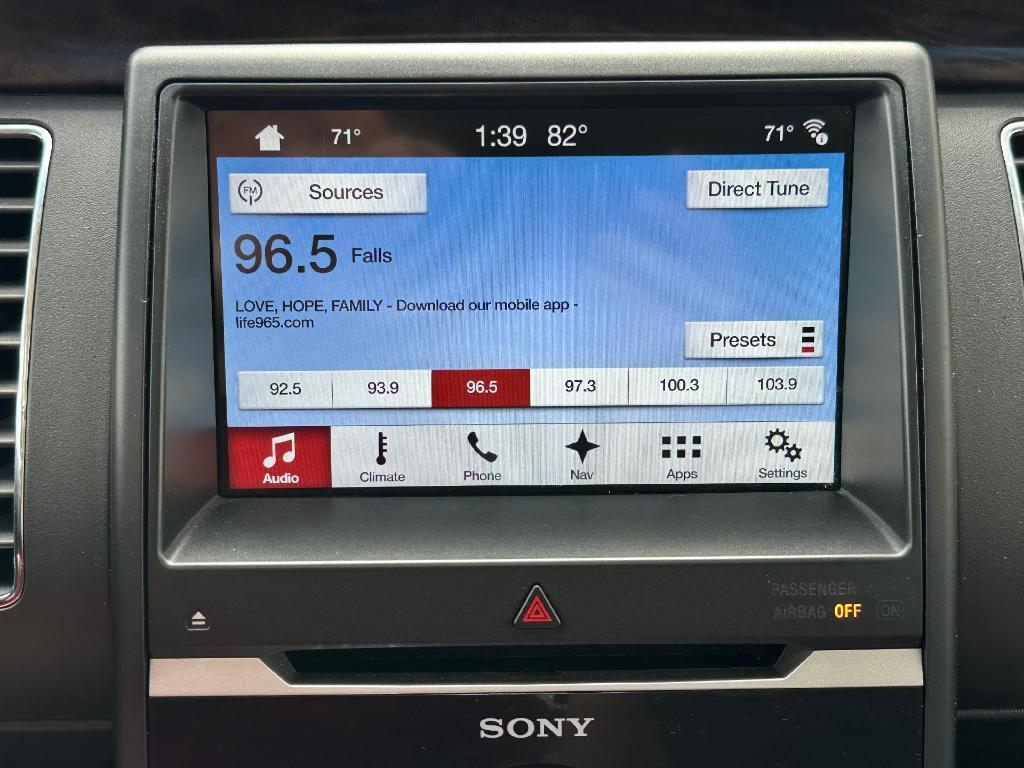 71° 1:39 82° 71°
FM Sources Direct Tune
96.5 Falls
LOVE, HOPE, FAMILY - Download our mobile app -
life965.com
Presets
92.5 93.9 96.5 97.3 100.3 103.9
Audio Climate Phone Nav Apps Settings
PASSENGER
AIRBAG OFF ON
SONY